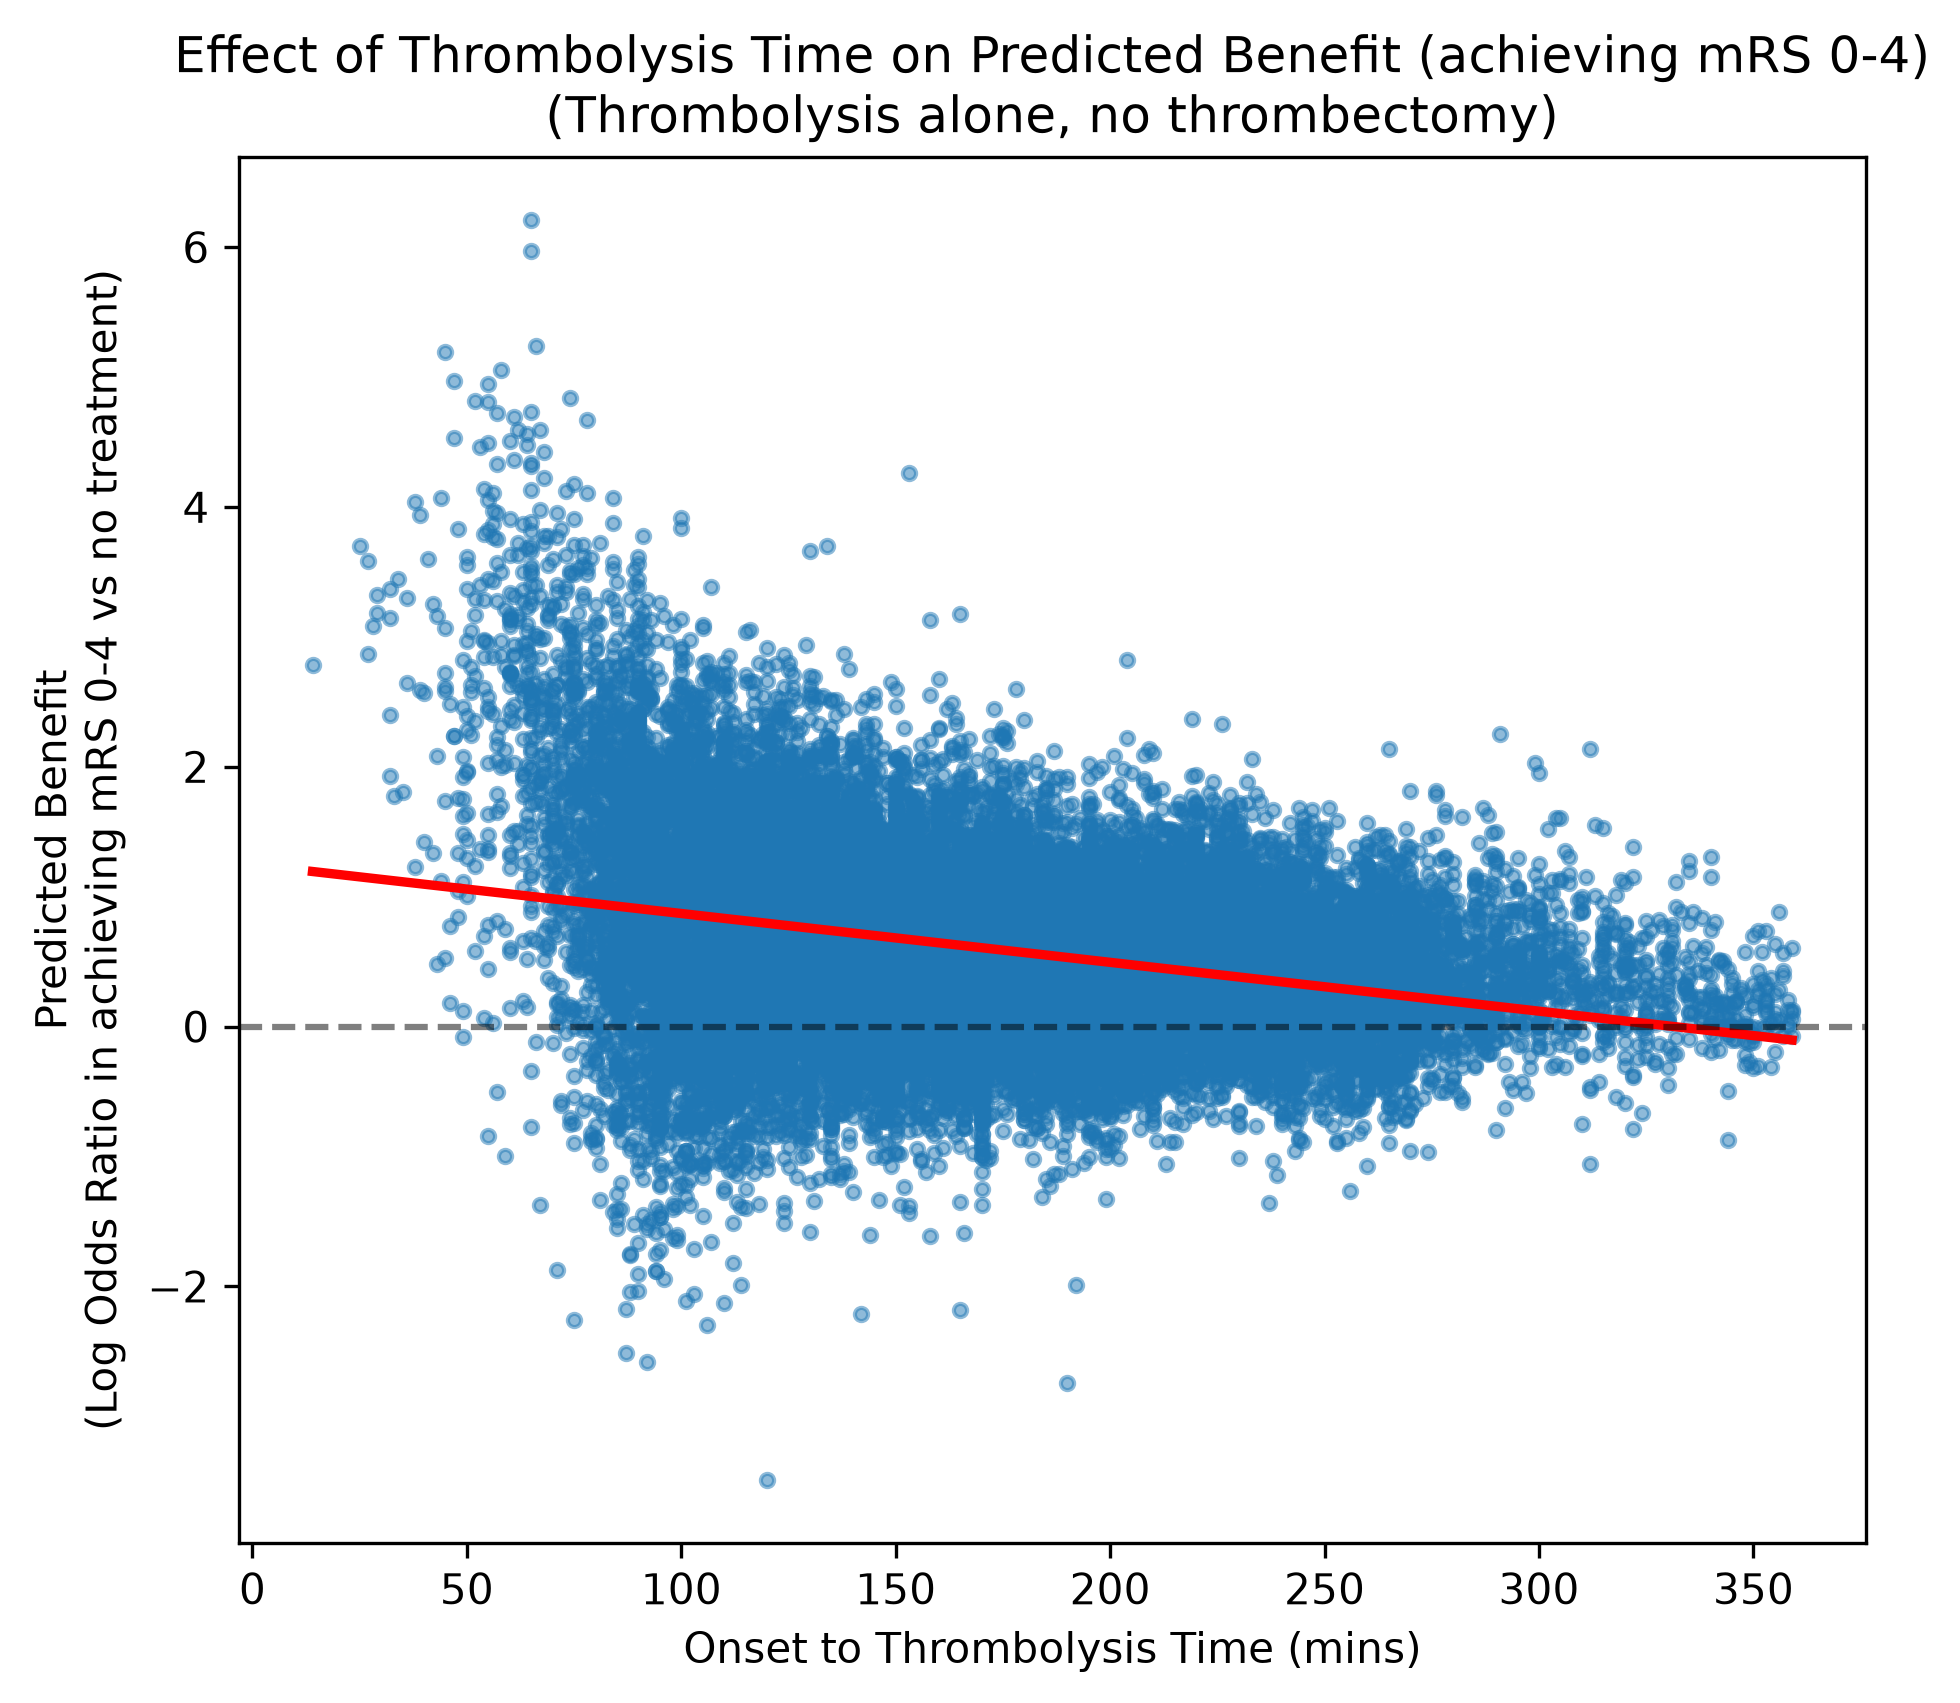 Effect of Thrombolysis Time on Predicted Benefit (achieving mRS 0-4)
(Thrombolysis alone, no thrombectomy)
Predicted Benefit
(Log Odds Ratio in achieving mRS 0-4 vs no treatment)
6
4
2
0
−2
0
50
100
150
200
250
300
350
Onset to Thrombolysis Time (mins)